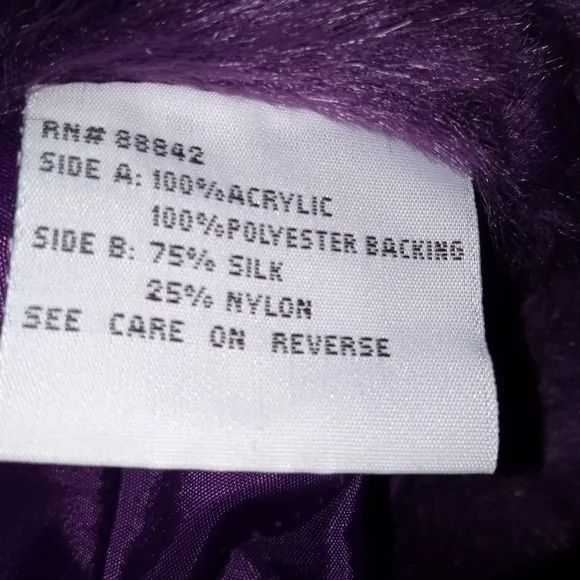 RN# 88842
SIDE A: 100%ACRYLIC
100%POLYESTER BACKING
SIDE B: 75% SILK
25% NYLON
SEE CARE ON REVERSE